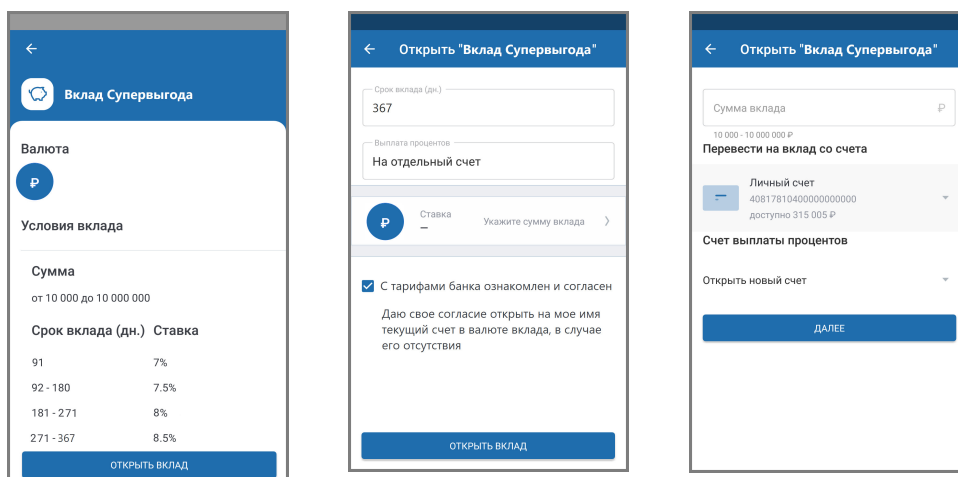 Вклад Супервыгода
Валюта
₽
Условия вклада
Сумма
от 10 000 до 10 000 000
Срок вклада (дн.) Ставка
91 7%
92 - 180 7.5%
181 - 271 8%
271 - 367 8.5%
ОТКРЫТЬ ВКЛАД
Открыть "Вклад Супервыгода"
Срок вклада (дн.)
367
Выплата процентов
На отдельный счет
₽
Ставка
–
Укажите сумму вклада
С тарифами банка ознакомлен и согласен
Даю свое согласие открыть на мое имя
текущий счет в валюте вклада, в случае
его отсутствия
ОТКРЫТЬ ВКЛАД
Открыть "Вклад Супервыгода"
Сумма вклада ₽
10 000 - 10 000 000 ₽
Перевести на вклад со счета
Личный счет
40817810400000000000
доступно 315 005 ₽
Счет выплаты процентов
Открыть новый счет
ДАЛЕЕ